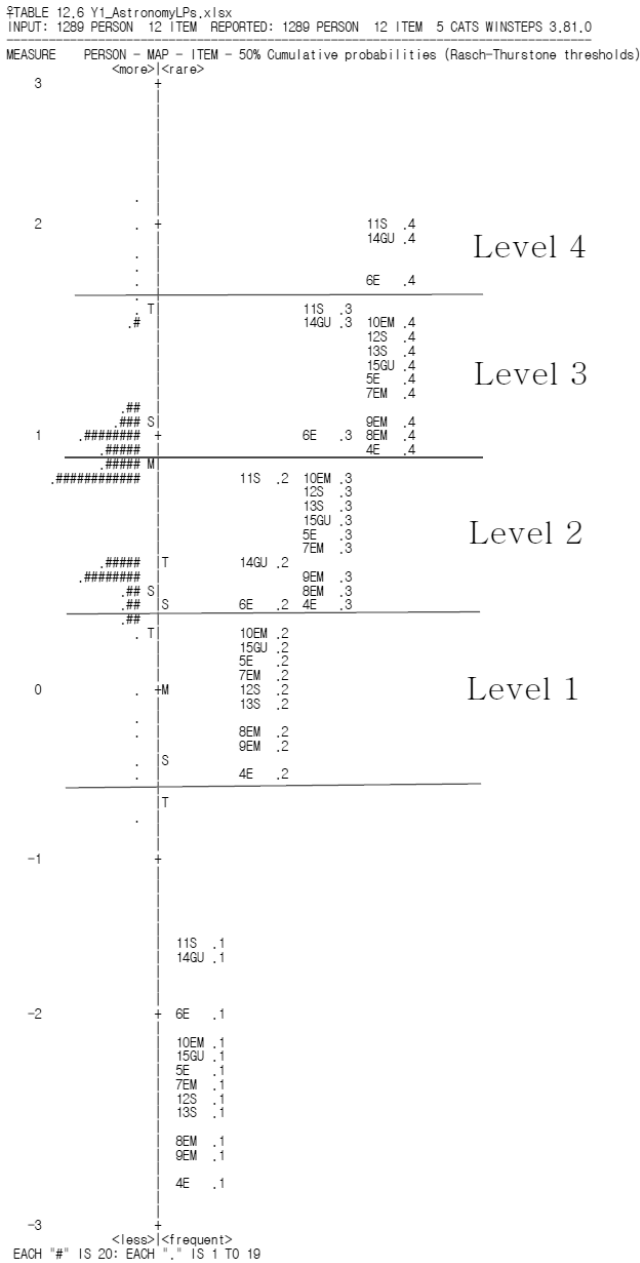 ♀TABLE 12.6 Y1_AstronomyLPs.xlsx
INPUT: 1289 PERSON 12 ITEM REPORTED: 1289 PERSON 12 ITEM 5 CATS WINSTEPS 3.81.0
MEASURE PERSON - MAP - ITEM - 50% Cumulative probabilities (Rasch-Thurstone thresholds)
<more>|<rare>
3 +
.
2 . + 11S .4
14GU .4
Level 4
.
. 6E .4
.
. T 11S .3
.# 14GU .3 10EM .4
12S .4
13S .4
15GU .4
Level 3
5E .4
7EM .4
.##
.### S 9EM .4
1 .######## + 6E .3 8EM .4
.##### 4E .4
.##### M
.############ 11S .2 10EM .3
12S .3
13S .3
15GU .3
Level 2
5E .3
7EM .3
.##### T 14GU .2
.######## 9EM .3
.## S 8EM .3
.## S 6E .2 4E .3
.##
. T 10EM .2
15GU .2
5E .2
7EM .2
0 . +M 12S .2
Level 1
13S .2
.
. 8EM .2
9EM .2
. S
. 4E .2
T
.
-1 +
11S .1
14GU .1
-2 + 6E .1
10EM .1
15GU .1
5E .1
7EM .1
12S .1
13S .1
8EM .1
9EM .1
4E .1
-3 +
<less>|<frequent>
EACH "#" IS 20: EACH "." IS 1 TO 19